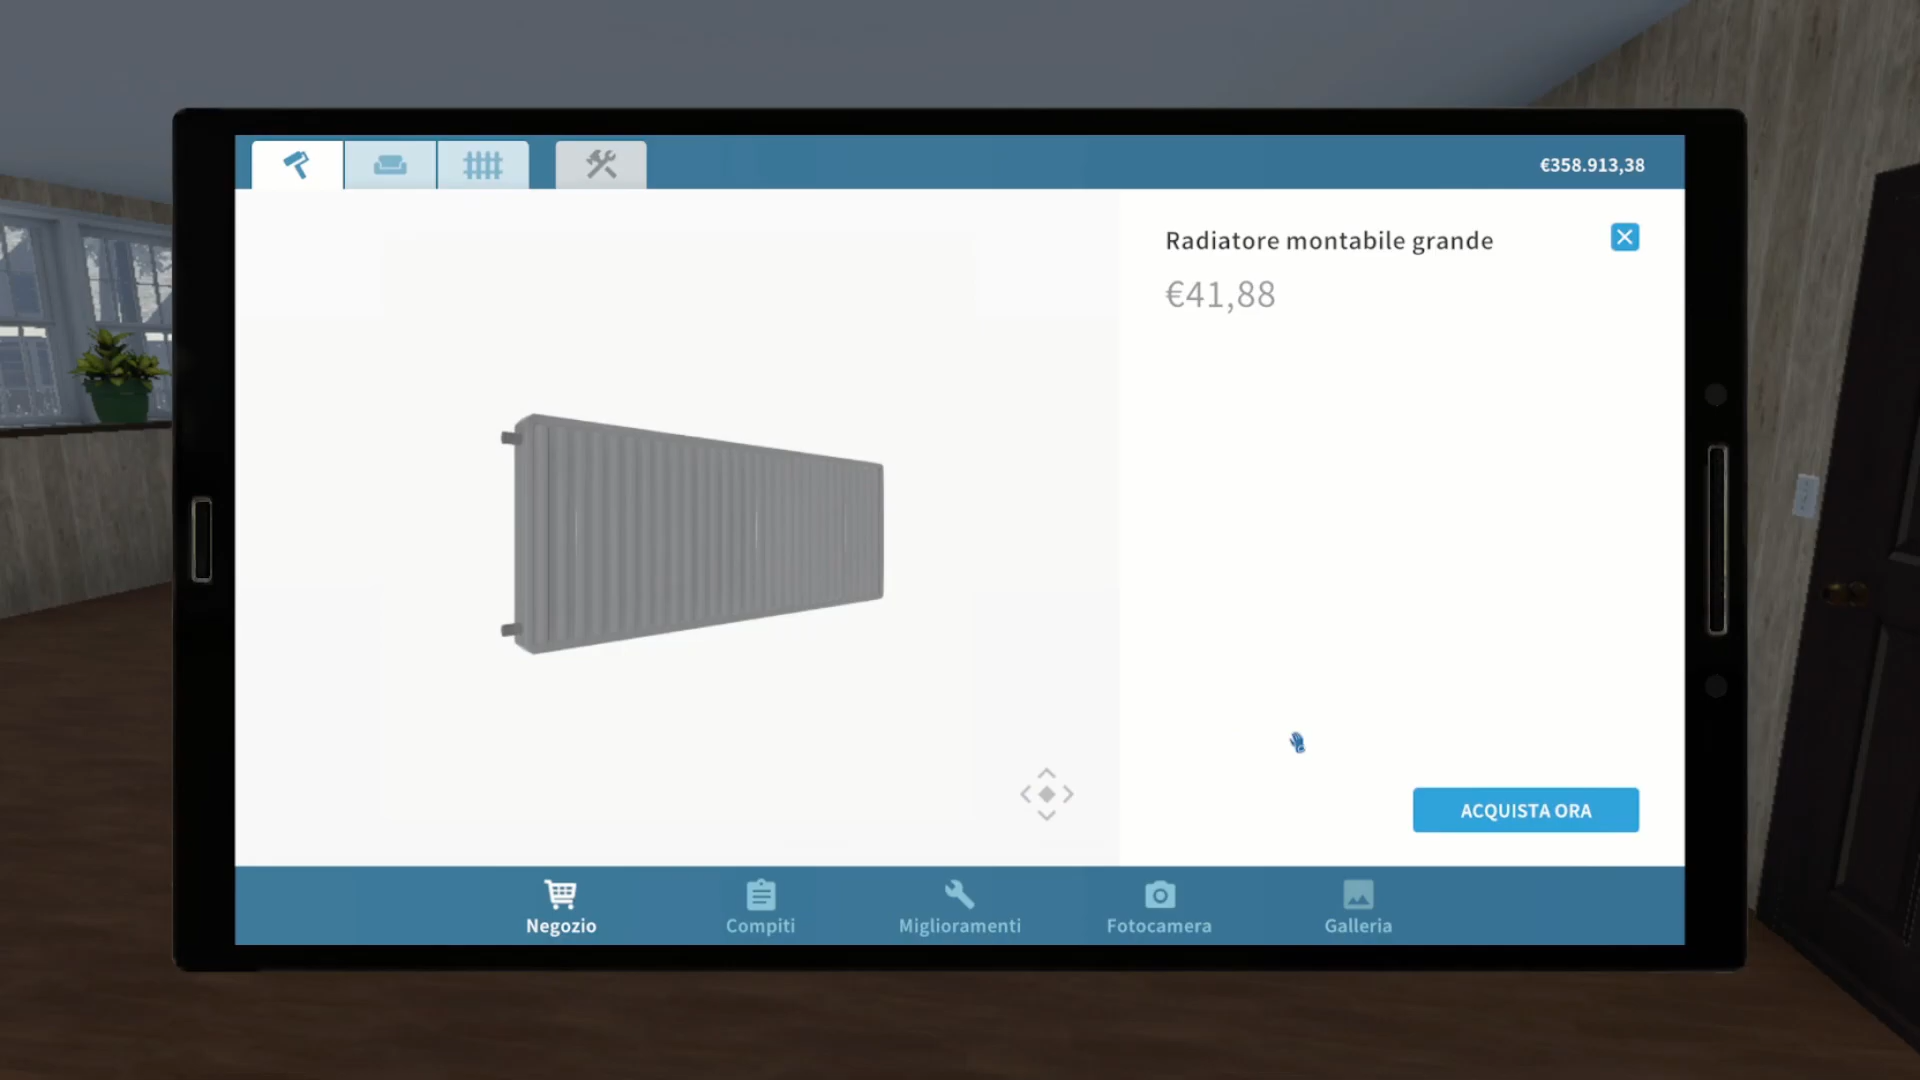 €358.913,38
Radiatore montabile grande
€41,88
ACQUISTA ORA
Negozio
Compiti
Miglioramenti
Fotocamera
Galleria